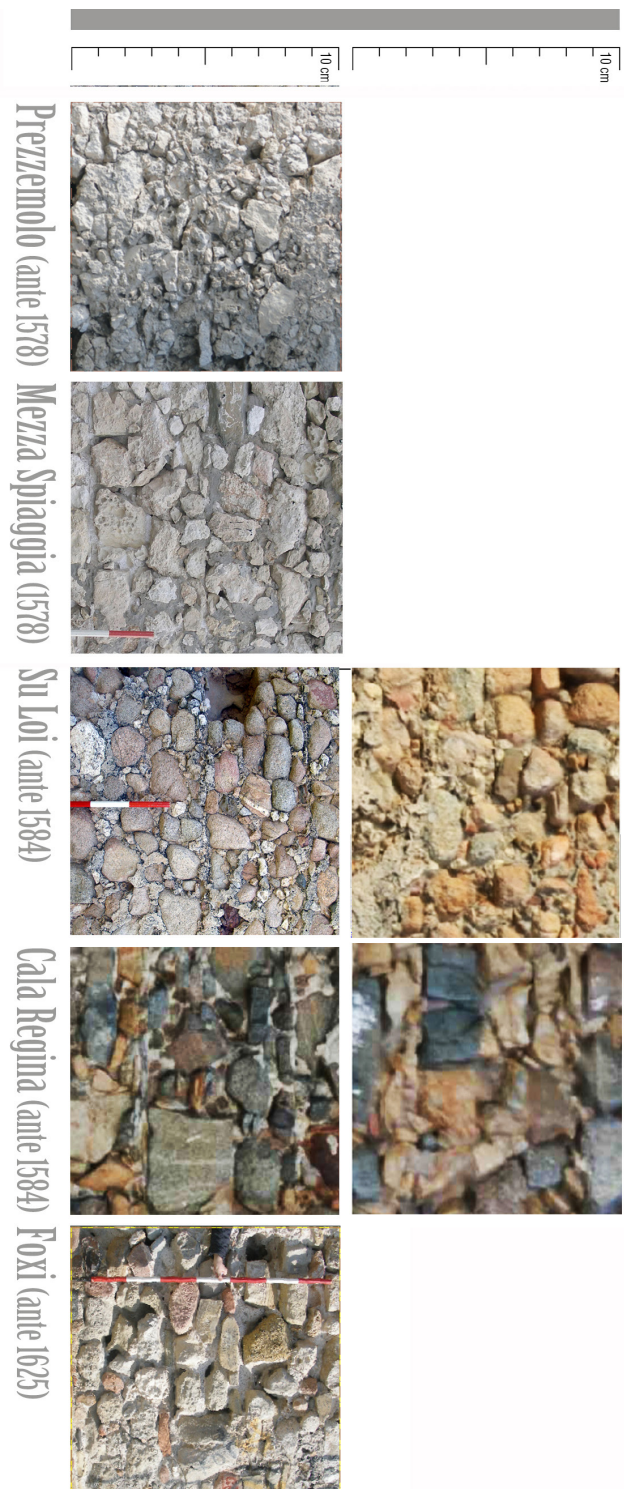 10 cm
10 cm
Prezzemolo (ante 1578)
Mezza Spiaggia (1578)
Su Loi (ante 1584)
Cala Regina (ante 1584)
Foxi (ante 1625)